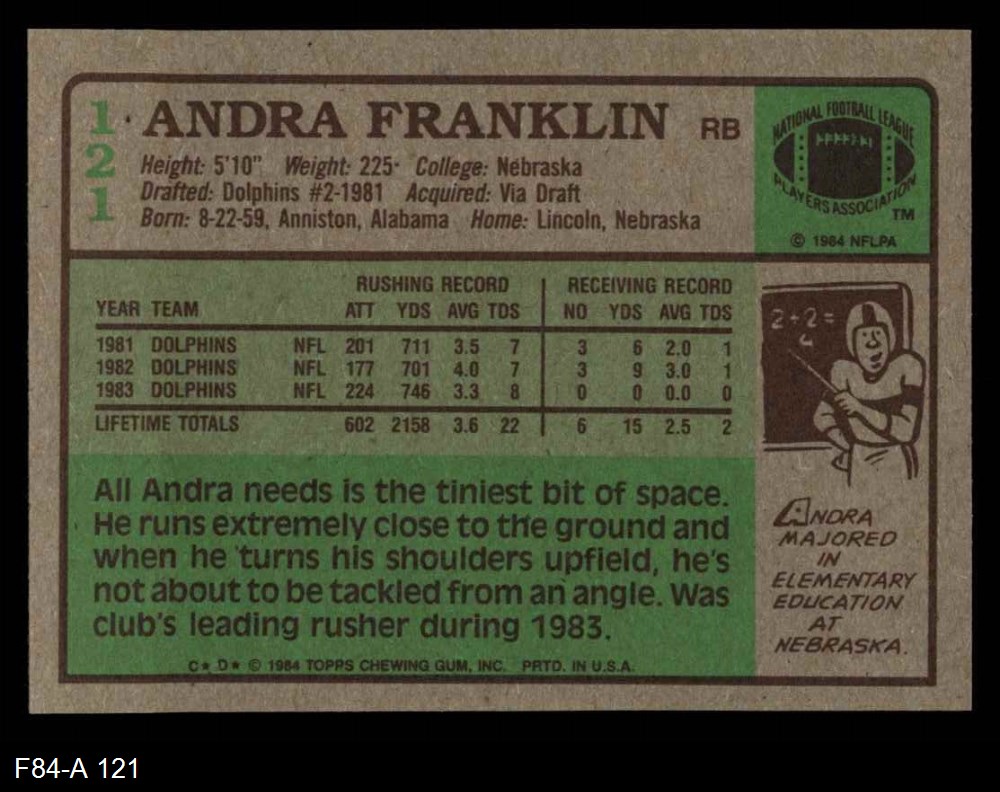 121
ANDRA FRANKLIN RB
Height: 5'10" Weight: 225 College: Nebraska
Drafted: Dolphins #2-1981 Acquired: Via Draft
Born: 8-22-59, Anniston, Alabama Home: Lincoln, Nebraska
NATIONAL FOOTBALL LEAGUE
PLAYERS ASSOCIATION
TM
© 1984 NFLPA
RUSHING RECORD RECEIVING RECORD
YEAR TEAM ATT YDS AVG TDS NO YDS AVG TDS
1981 DOLPHINS NFL 201 711 3.5 7 3 6 2.0 1
1982 DOLPHINS NFL 177 701 4.0 7 3 9 3.0 1
1983 DOLPHINS NFL 224 746 3.3 8 0 0 0.0 0
LIFETIME TOTALS 602 2158 3.6 22 6 15 2.5 2
2+2=
All Andra needs is the tiniest bit of space.
He runs extremely close to the ground and
when he turns his shoulders upfield, he's
not about to be tackled from an angle. Was
club's leading rusher during 1983.
C★ D★ © 1984 TOPPS CHEWING GUM, INC. PRTD. IN U.S.A.
ANDRA
MAJORED
IN
ELEMENTARY
EDUCATION
AT
NEBRASKA.
F84-A 121